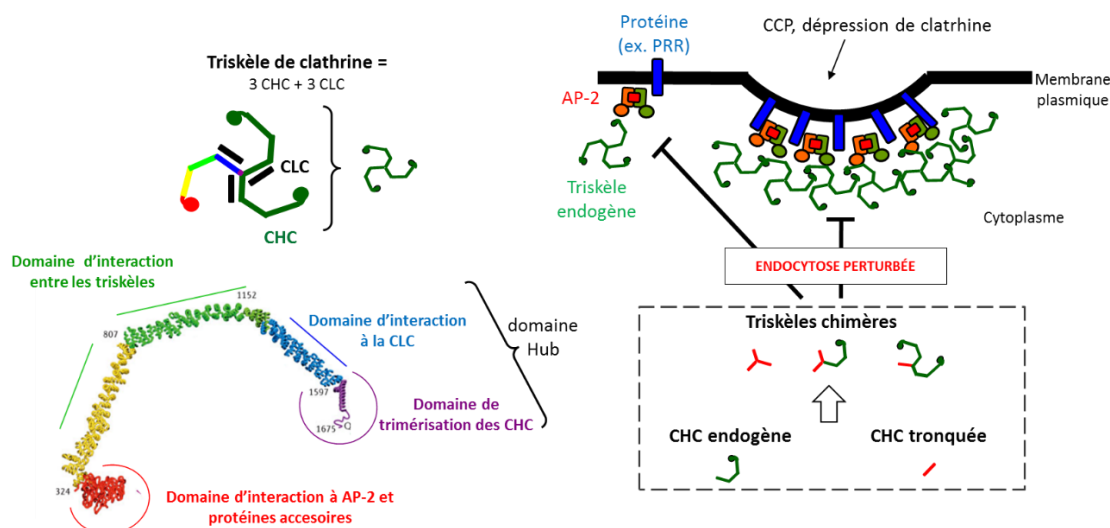 Triskèle de clathrine =
3 CHC + 3 CLC
CLC
CHC
Domaine d’interaction
entre les triskèles
1152
807
Domaine d’interaction
à la CLC
domaine
Hub
1597
1675
Domaine de
trimérisation des CHC
324
Domaine d’interaction à AP-2 et
protéines accesoires
Protéine
(ex. PRR)
CCP, dépression de clatrhine
Membrane
plasmique
AP-2
Triskèle
endogène
Cytoplasme
ENDOCYTOSE PERTURBÉE
Triskèles chimères
CHC endogène
CHC tronquée